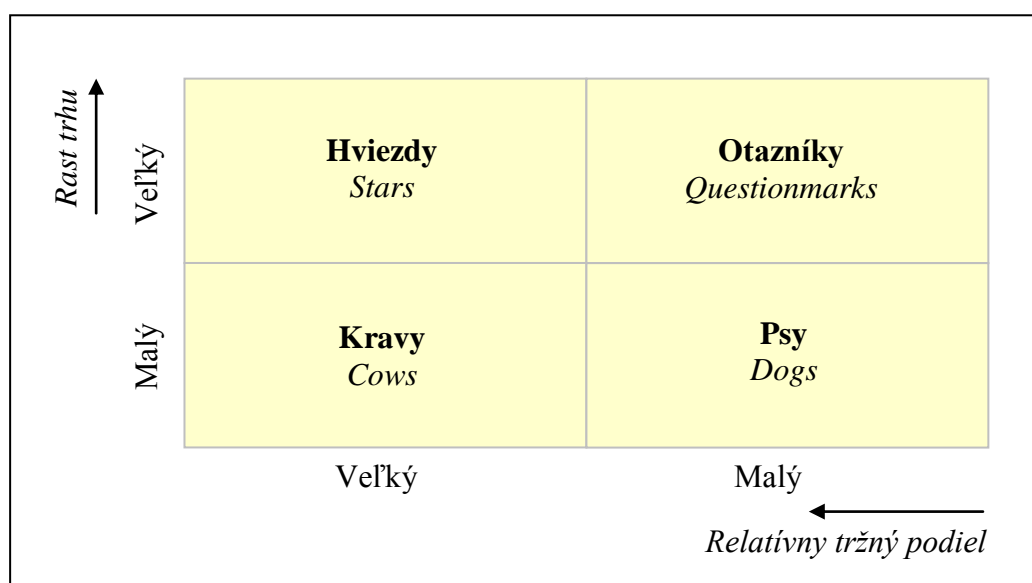 Rast trhu
Veľký
Hviezdy
Stars
Otazníky
Questionmarks
Malý
Kravy
Cows
Psy
Dogs
Veľký
Malý
Relatívny tržný podiel